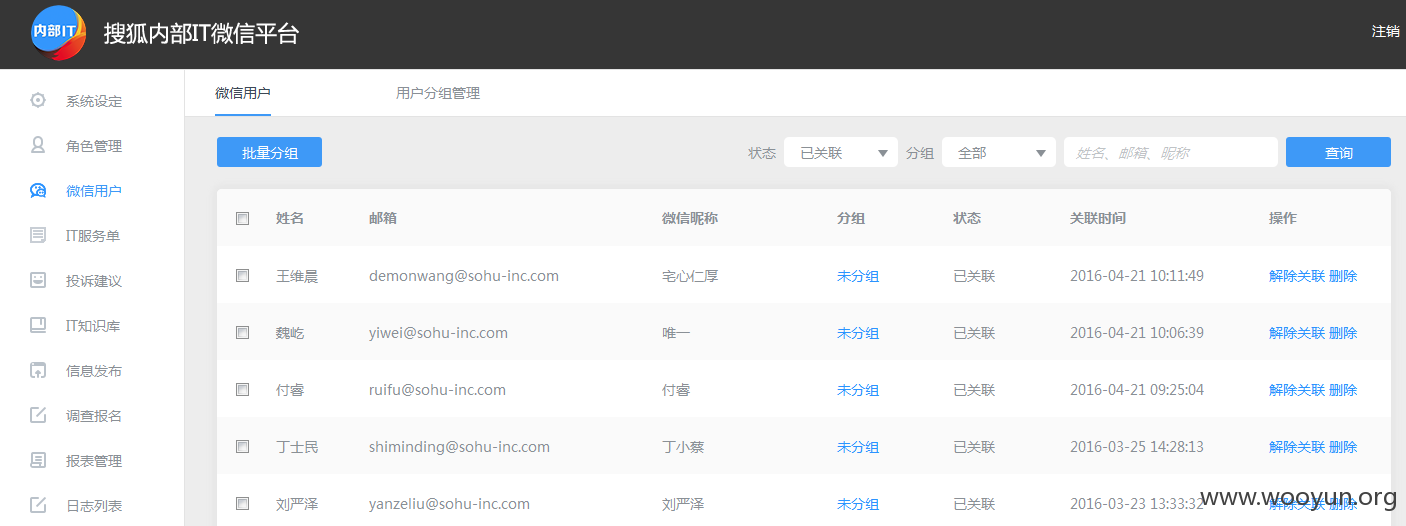 内部IT 搜狐内部IT微信平台 注销
系统设定
角色管理
微信用户
IT服务单
投诉建议
IT知识库
信息发布
调查报名
报表管理
日志列表
微信用户 用户分组管理
批量分组 状态 已关联 分组 全部 姓名、邮箱、昵称 查询
姓名 邮箱 微信昵称 分组 状态 关联时间 操作
王维晨 demonwang@sohu-inc.com 宅心仁厚 未分组 已关联 2016-04-21 10:11:49 解除关联 删除
魏屹 yiwei@sohu-inc.com 唯一 未分组 已关联 2016-04-21 10:06:39 解除关联 删除
付睿 ruifu@sohu-inc.com 付睿 未分组 已关联 2016-04-21 09:25:04 解除关联 删除
丁士民 shiminding@sohu-inc.com 丁小蔡 未分组 已关联 2016-03-25 14:28:13 解除关联 删除
刘严泽 yanzeliu@sohu-inc.com 刘严泽 未分组 已关联 2016-03-23 13:33:32 解除关联 删除
www.wooyun.org